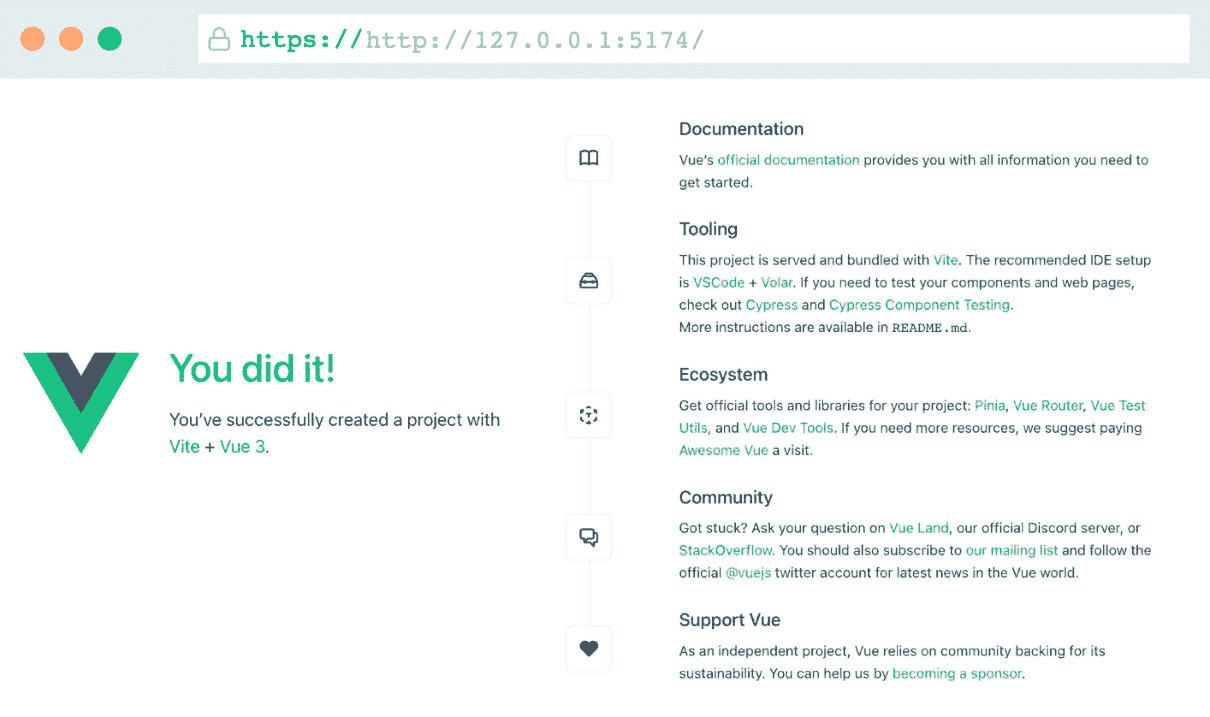 https://http://127.0.0.1:5174/
You did it!
You’ve successfully created a project with
Vite + Vue 3.
Documentation
Vue’s official documentation provides you with all information you need to
get started.
Tooling
This project is served and bundled with Vite. The recommended IDE setup
is VSCode + Volar. If you need to test your components and web pages,
check out Cypress and Cypress Component Testing.
More instructions are available in README.md.
Ecosystem
Get official tools and libraries for your project: Pinia, Vue Router, Vue Test
Utils, and Vue Dev Tools. If you need more resources, we suggest paying
Awesome Vue a visit.
Community
Got stuck? Ask your question on Vue Land, our official Discord server, or
StackOverflow. You should also subscribe to our mailing list and follow the
official @vuejs twitter account for latest news in the Vue world.
Support Vue
As an independent project, Vue relies on community backing for its
sustainability. You can help us by becoming a sponsor.